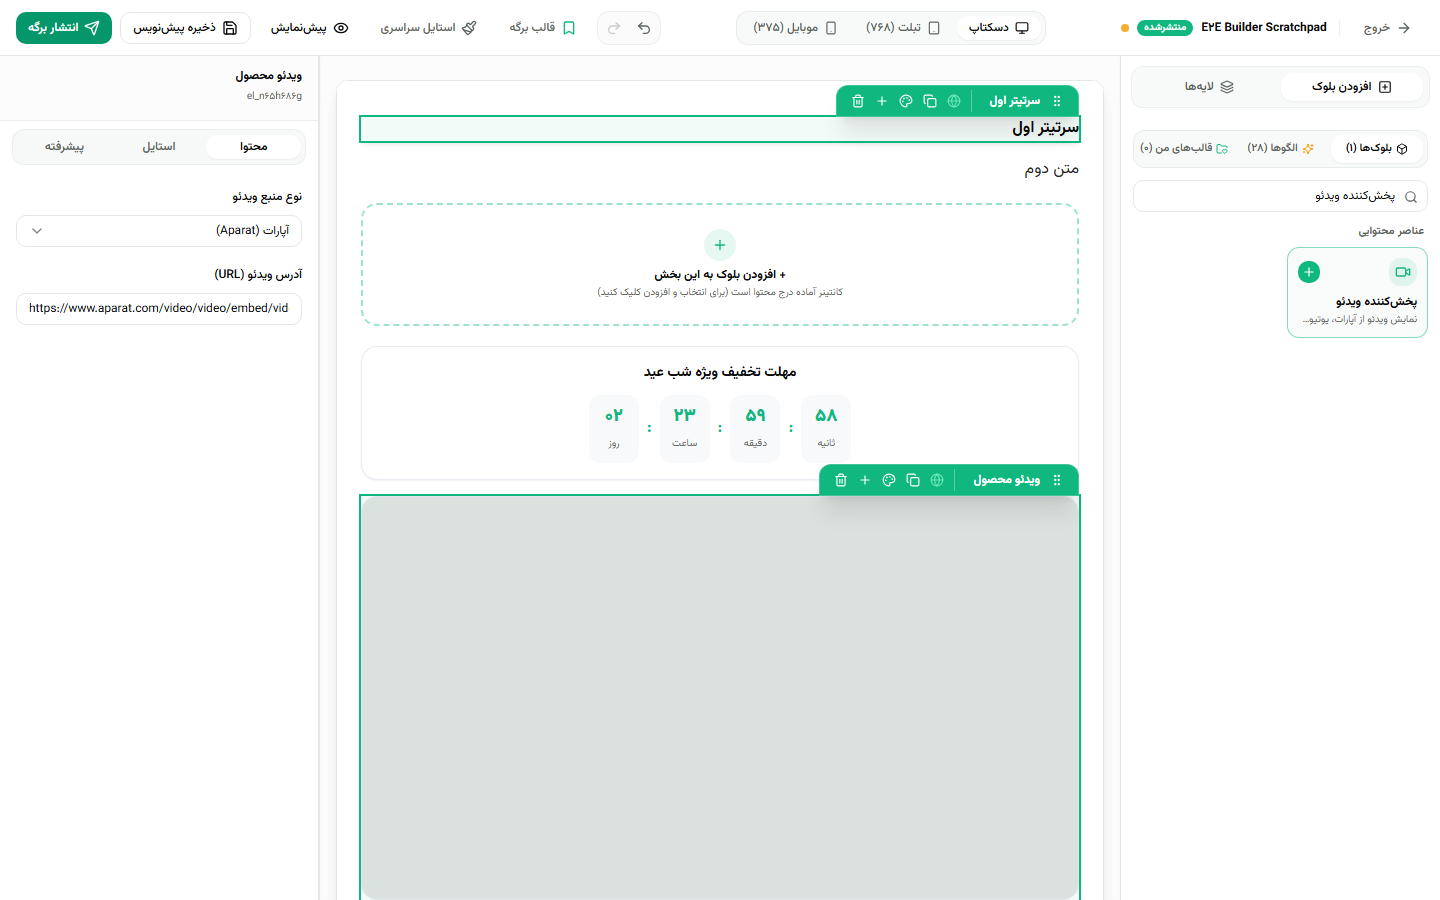 خروج
E۲E Builder Scratchpad
منتشرشده
دسکتاپ
تبلت (۷۶۸)
موبایل (۳۷۵)
قالب برگه
استایل سراسری
پیش‌نمایش
ذخیره پیش‌نویس
انتشار برگه
افزودن بلوک
لایه‌ها
بلوک‌ها (۱)
الگوها (۲۸)
قالب‌های من (۰)
پخش‌کننده ویدئو
عناصر محتوایی
پخش‌کننده ویدئو
نمایش ویدئو از آپارات، یوتیو...
سرتیتر اول
سرتیتر اول
متن دوم
+ افزودن بلوک به این بخش
کانتینر آماده درج محتوا است (برای انتخاب و افزودن کلیک کنید)
مهلت تخفیف ویژه شب عید
۵۸ : ۵۹ : ۲۳ : ۰۲
ثانیه دقیقه ساعت روز
ویدئو محصول
ویدئو محصول
el_n۶۵h۶۸۶g
محتوا
استایل
پیشرفته
نوع منبع ویدئو
آپارات (Aparat)
آدرس ویدئو (URL)
https://www.aparat.com/video/video/embed/vid